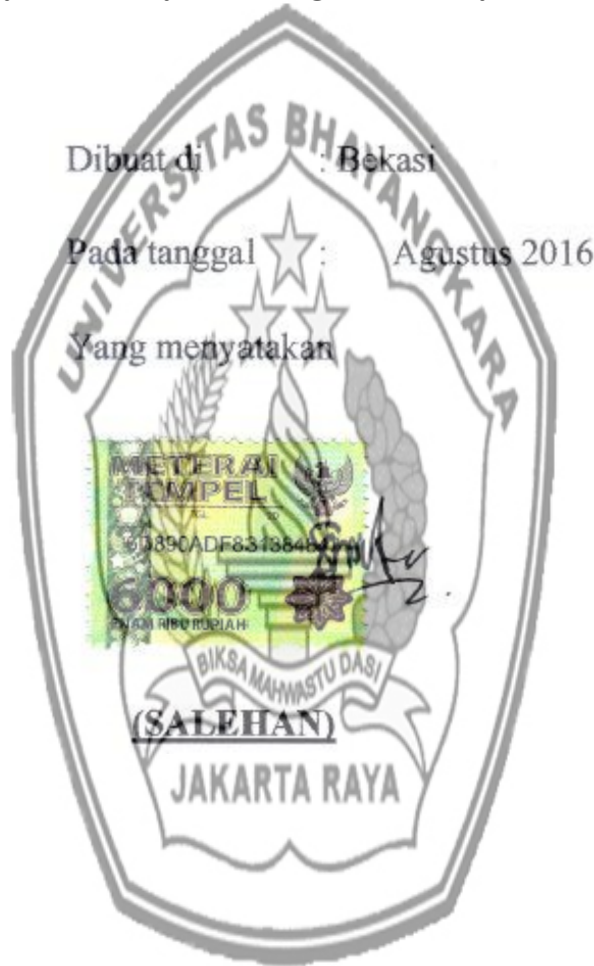 UNIVERSITAS BHAYANGKARA
Dibuat di : Bekasi
Pada tanggal : Agustus 2016
Yang menyatakan
METERAI
TEMPEL
6000
ENAM RIBU RUPIAH
BIKSA MAHWASTU DASI
(SALEHAN)
JAKARTA RAYA